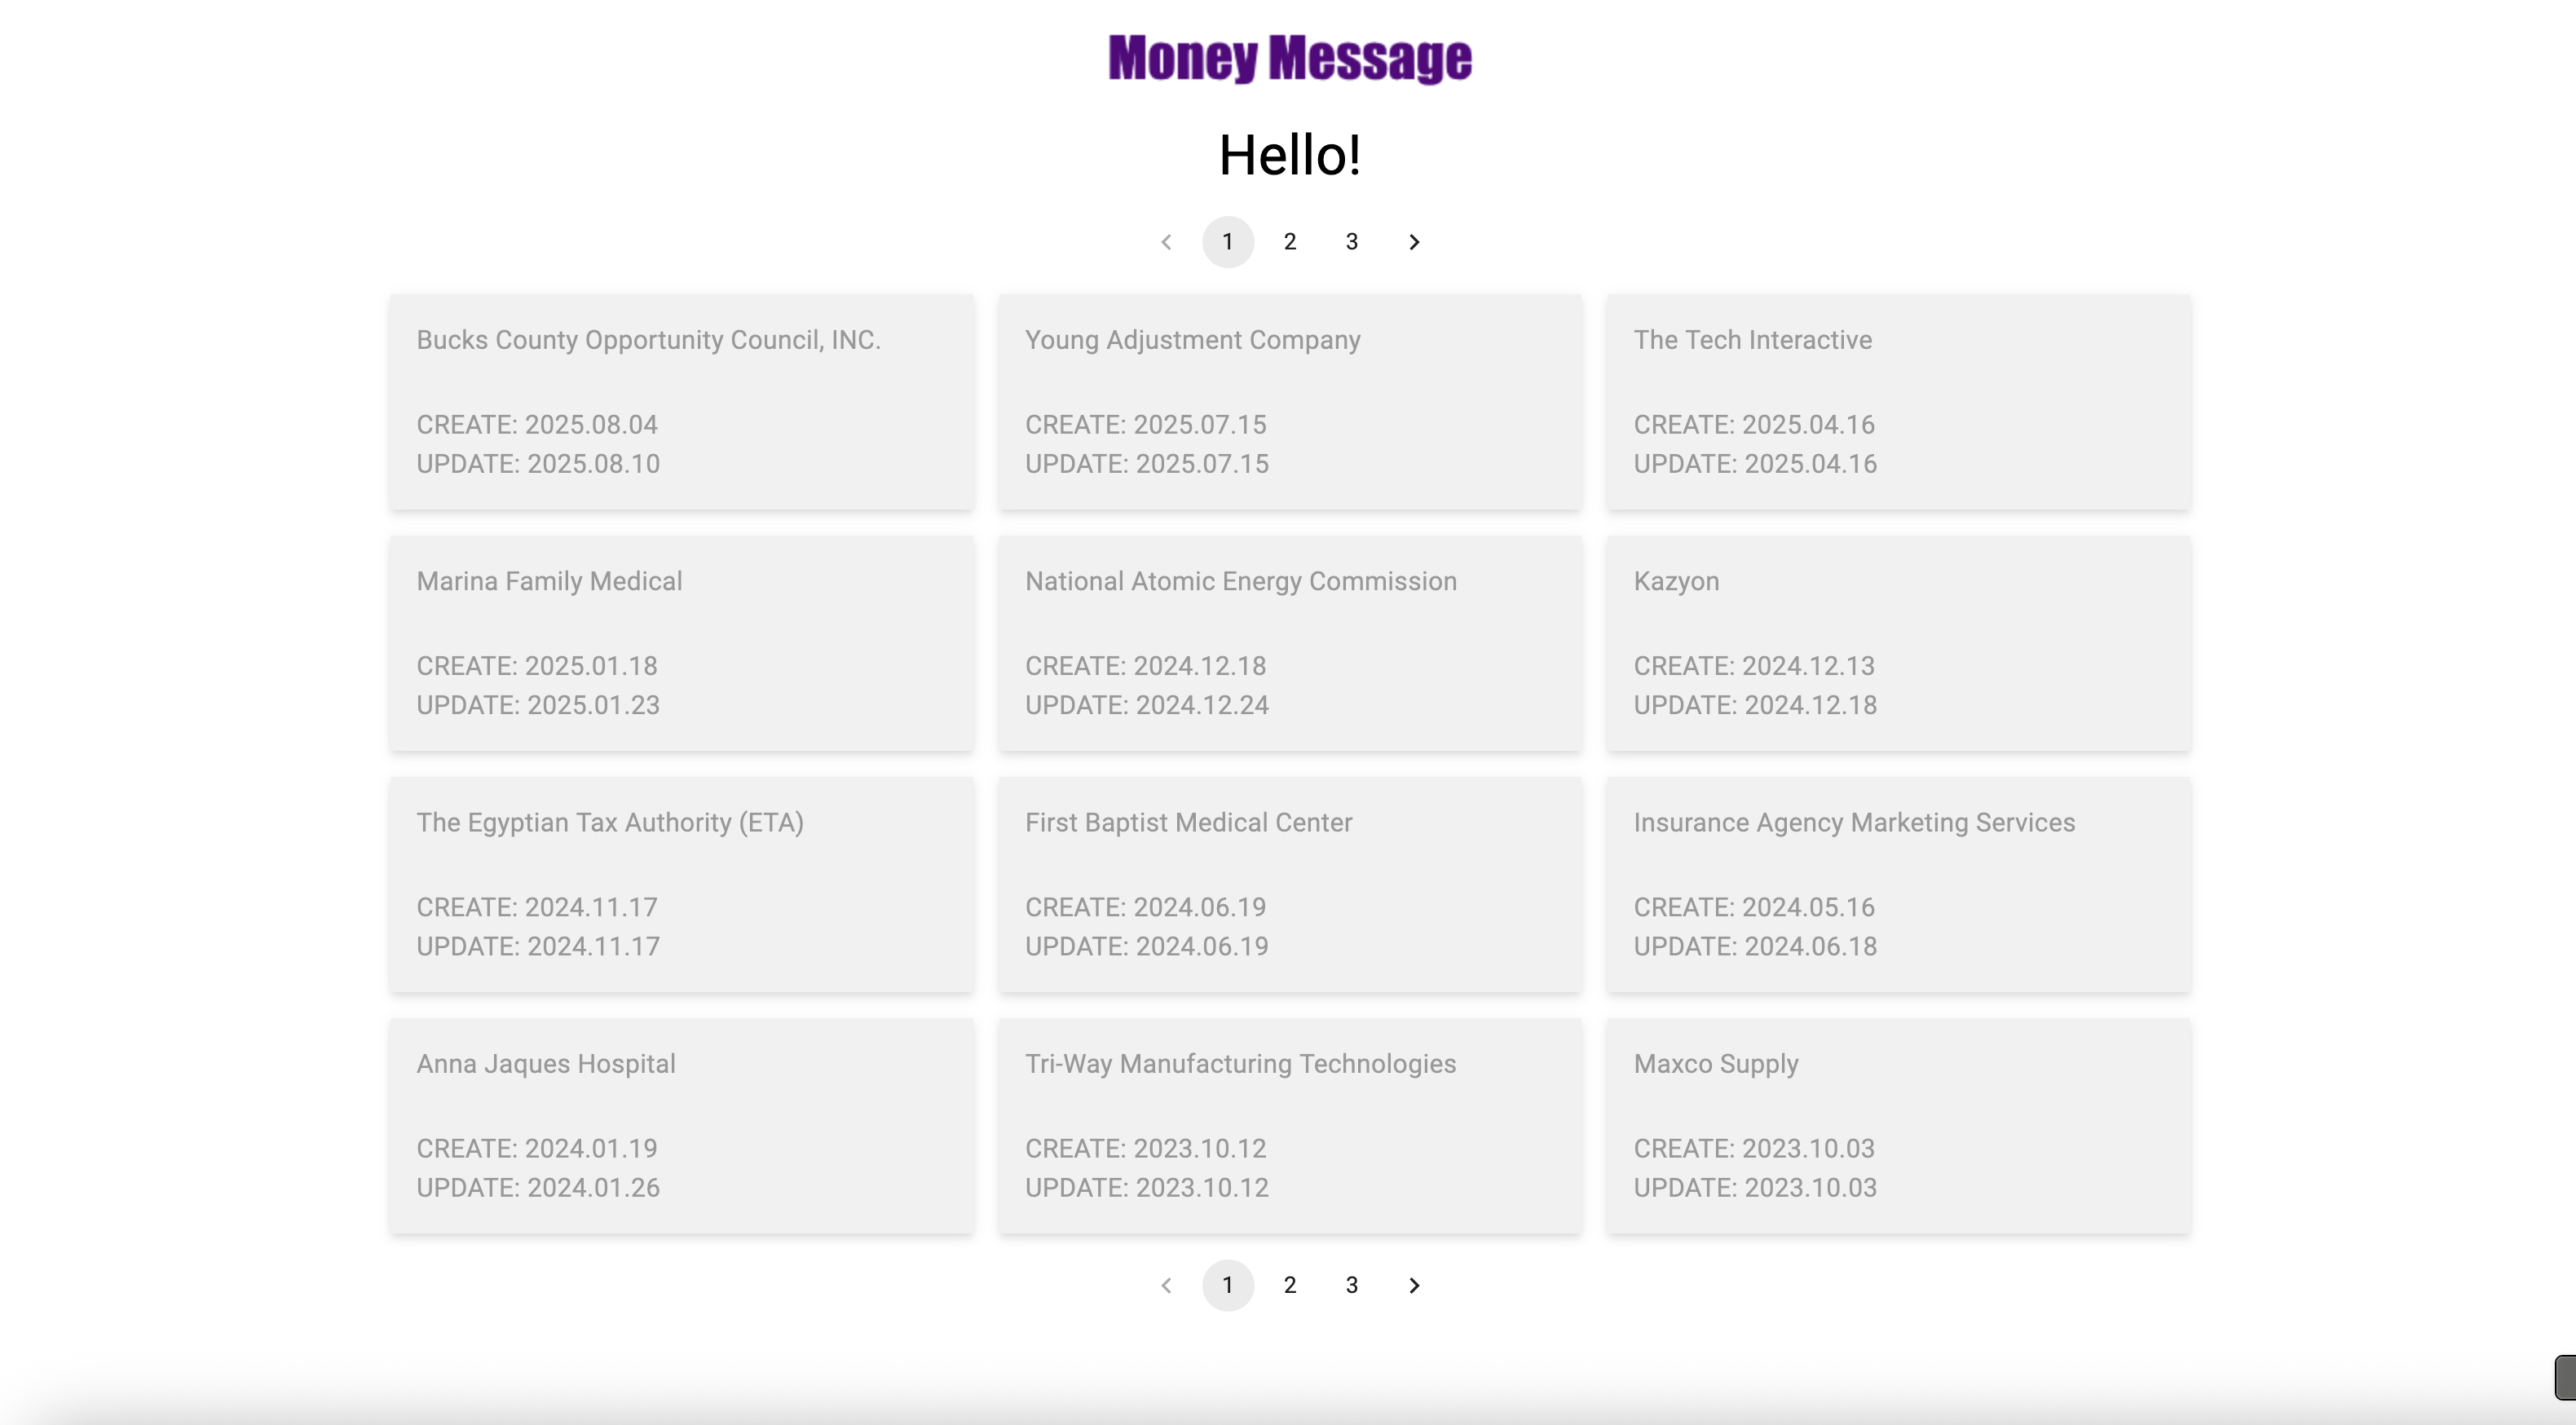 Money Message
Hello!
1 2 3
Bucks County Opportunity Council, INC.
CREATE: 2025.08.04
UPDATE: 2025.08.10
Young Adjustment Company
CREATE: 2025.07.15
UPDATE: 2025.07.15
The Tech Interactive
CREATE: 2025.04.16
UPDATE: 2025.04.16
Marina Family Medical
CREATE: 2025.01.18
UPDATE: 2025.01.23
National Atomic Energy Commission
CREATE: 2024.12.18
UPDATE: 2024.12.24
Kazyon
CREATE: 2024.12.13
UPDATE: 2024.12.18
The Egyptian Tax Authority (ETA)
CREATE: 2024.11.17
UPDATE: 2024.11.17
First Baptist Medical Center
CREATE: 2024.06.19
UPDATE: 2024.06.19
Insurance Agency Marketing Services
CREATE: 2024.05.16
UPDATE: 2024.06.18
Anna Jaques Hospital
CREATE: 2024.01.19
UPDATE: 2024.01.26
Tri-Way Manufacturing Technologies
CREATE: 2023.10.12
UPDATE: 2023.10.12
Maxco Supply
CREATE: 2023.10.03
UPDATE: 2023.10.03
1 2 3